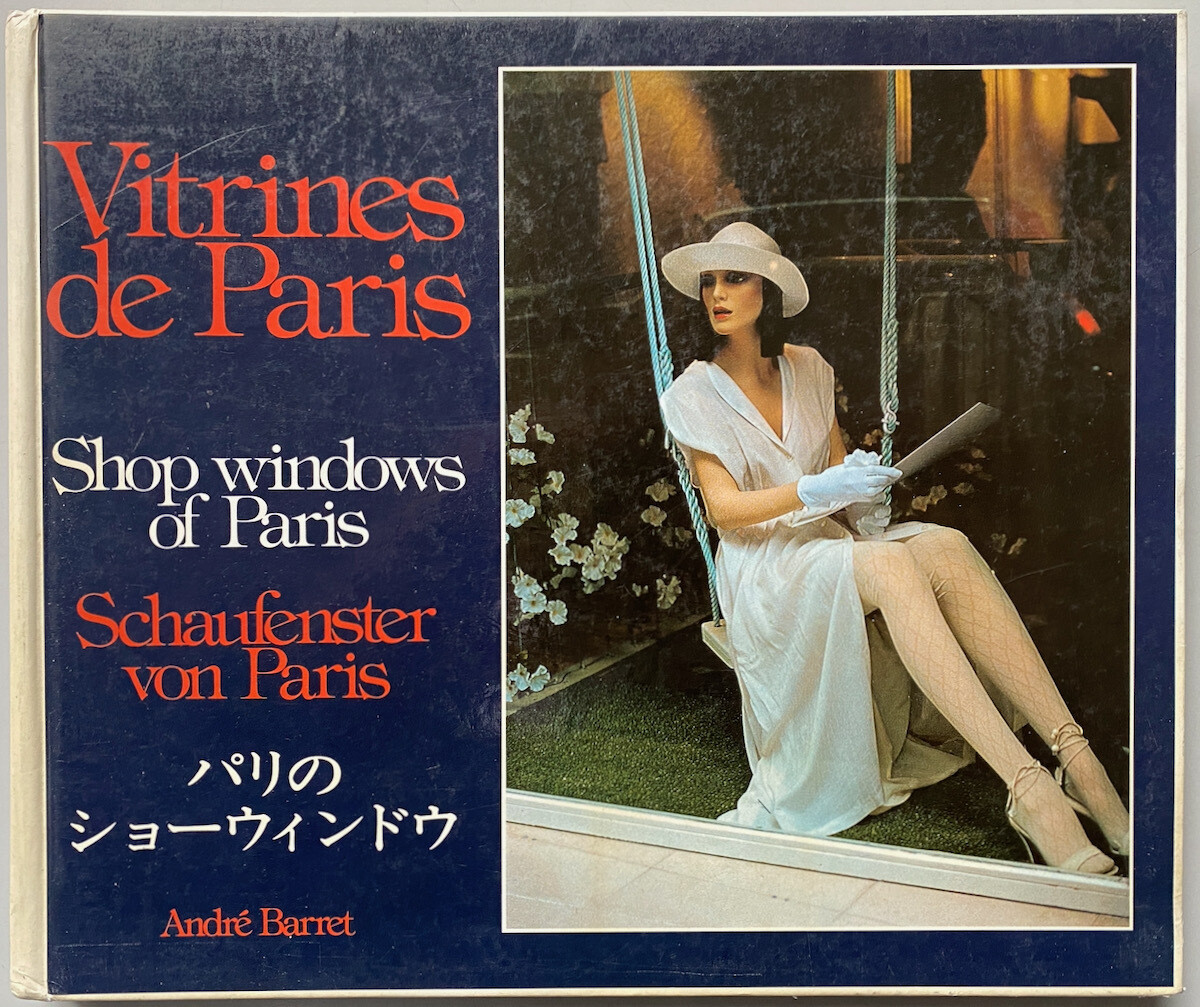 Vitrines
de Paris
Shop windows
of Paris
Schaufenster
von Paris
パリの
ショーウィンドウ
André Barret